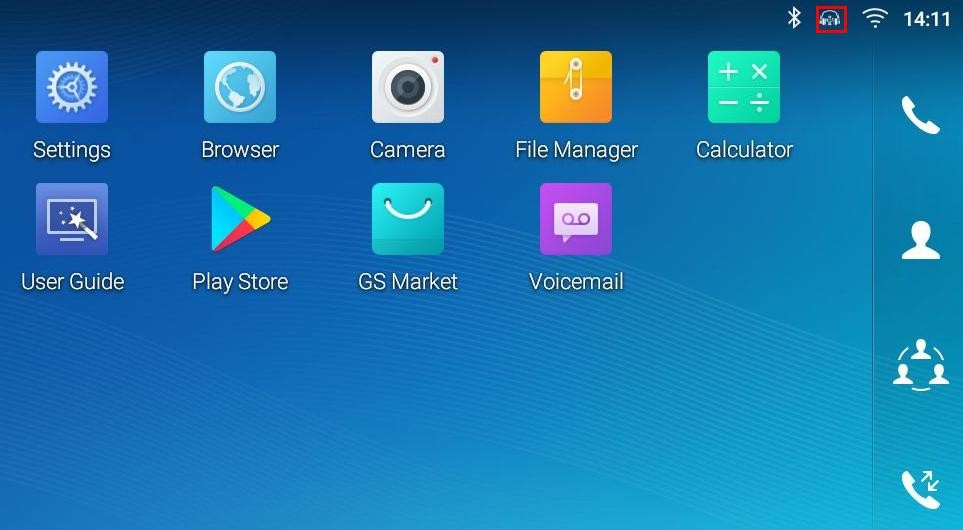 14:11
Settings Browser Camera File Manager Calculator
User Guide Play Store GS Market Voicemail